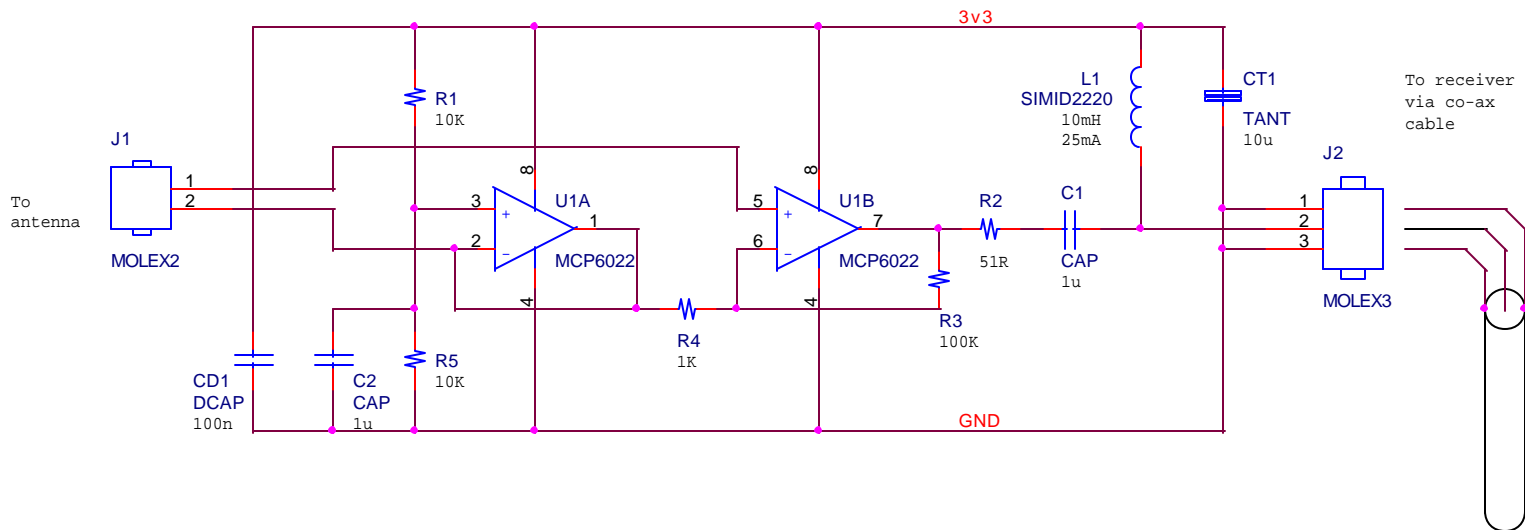 3v3
To receiver
via co-ax
cable
L1
SIMID2220
10mH
25mA
CT1
TANT
10u
R1
10K
J1
1
2
MOLEX2
To
antenna
8
3
+
2
-
1
4
U1A
MCP6022
8
5
+
6
-
7
4
U1B
MCP6022
R2
51R
C1
CAP
1u
J2
1
2
3
MOLEX3
R4
1K
R3
100K
CD1
DCAP
100n
C2
CAP
1u
R5
10K
GND